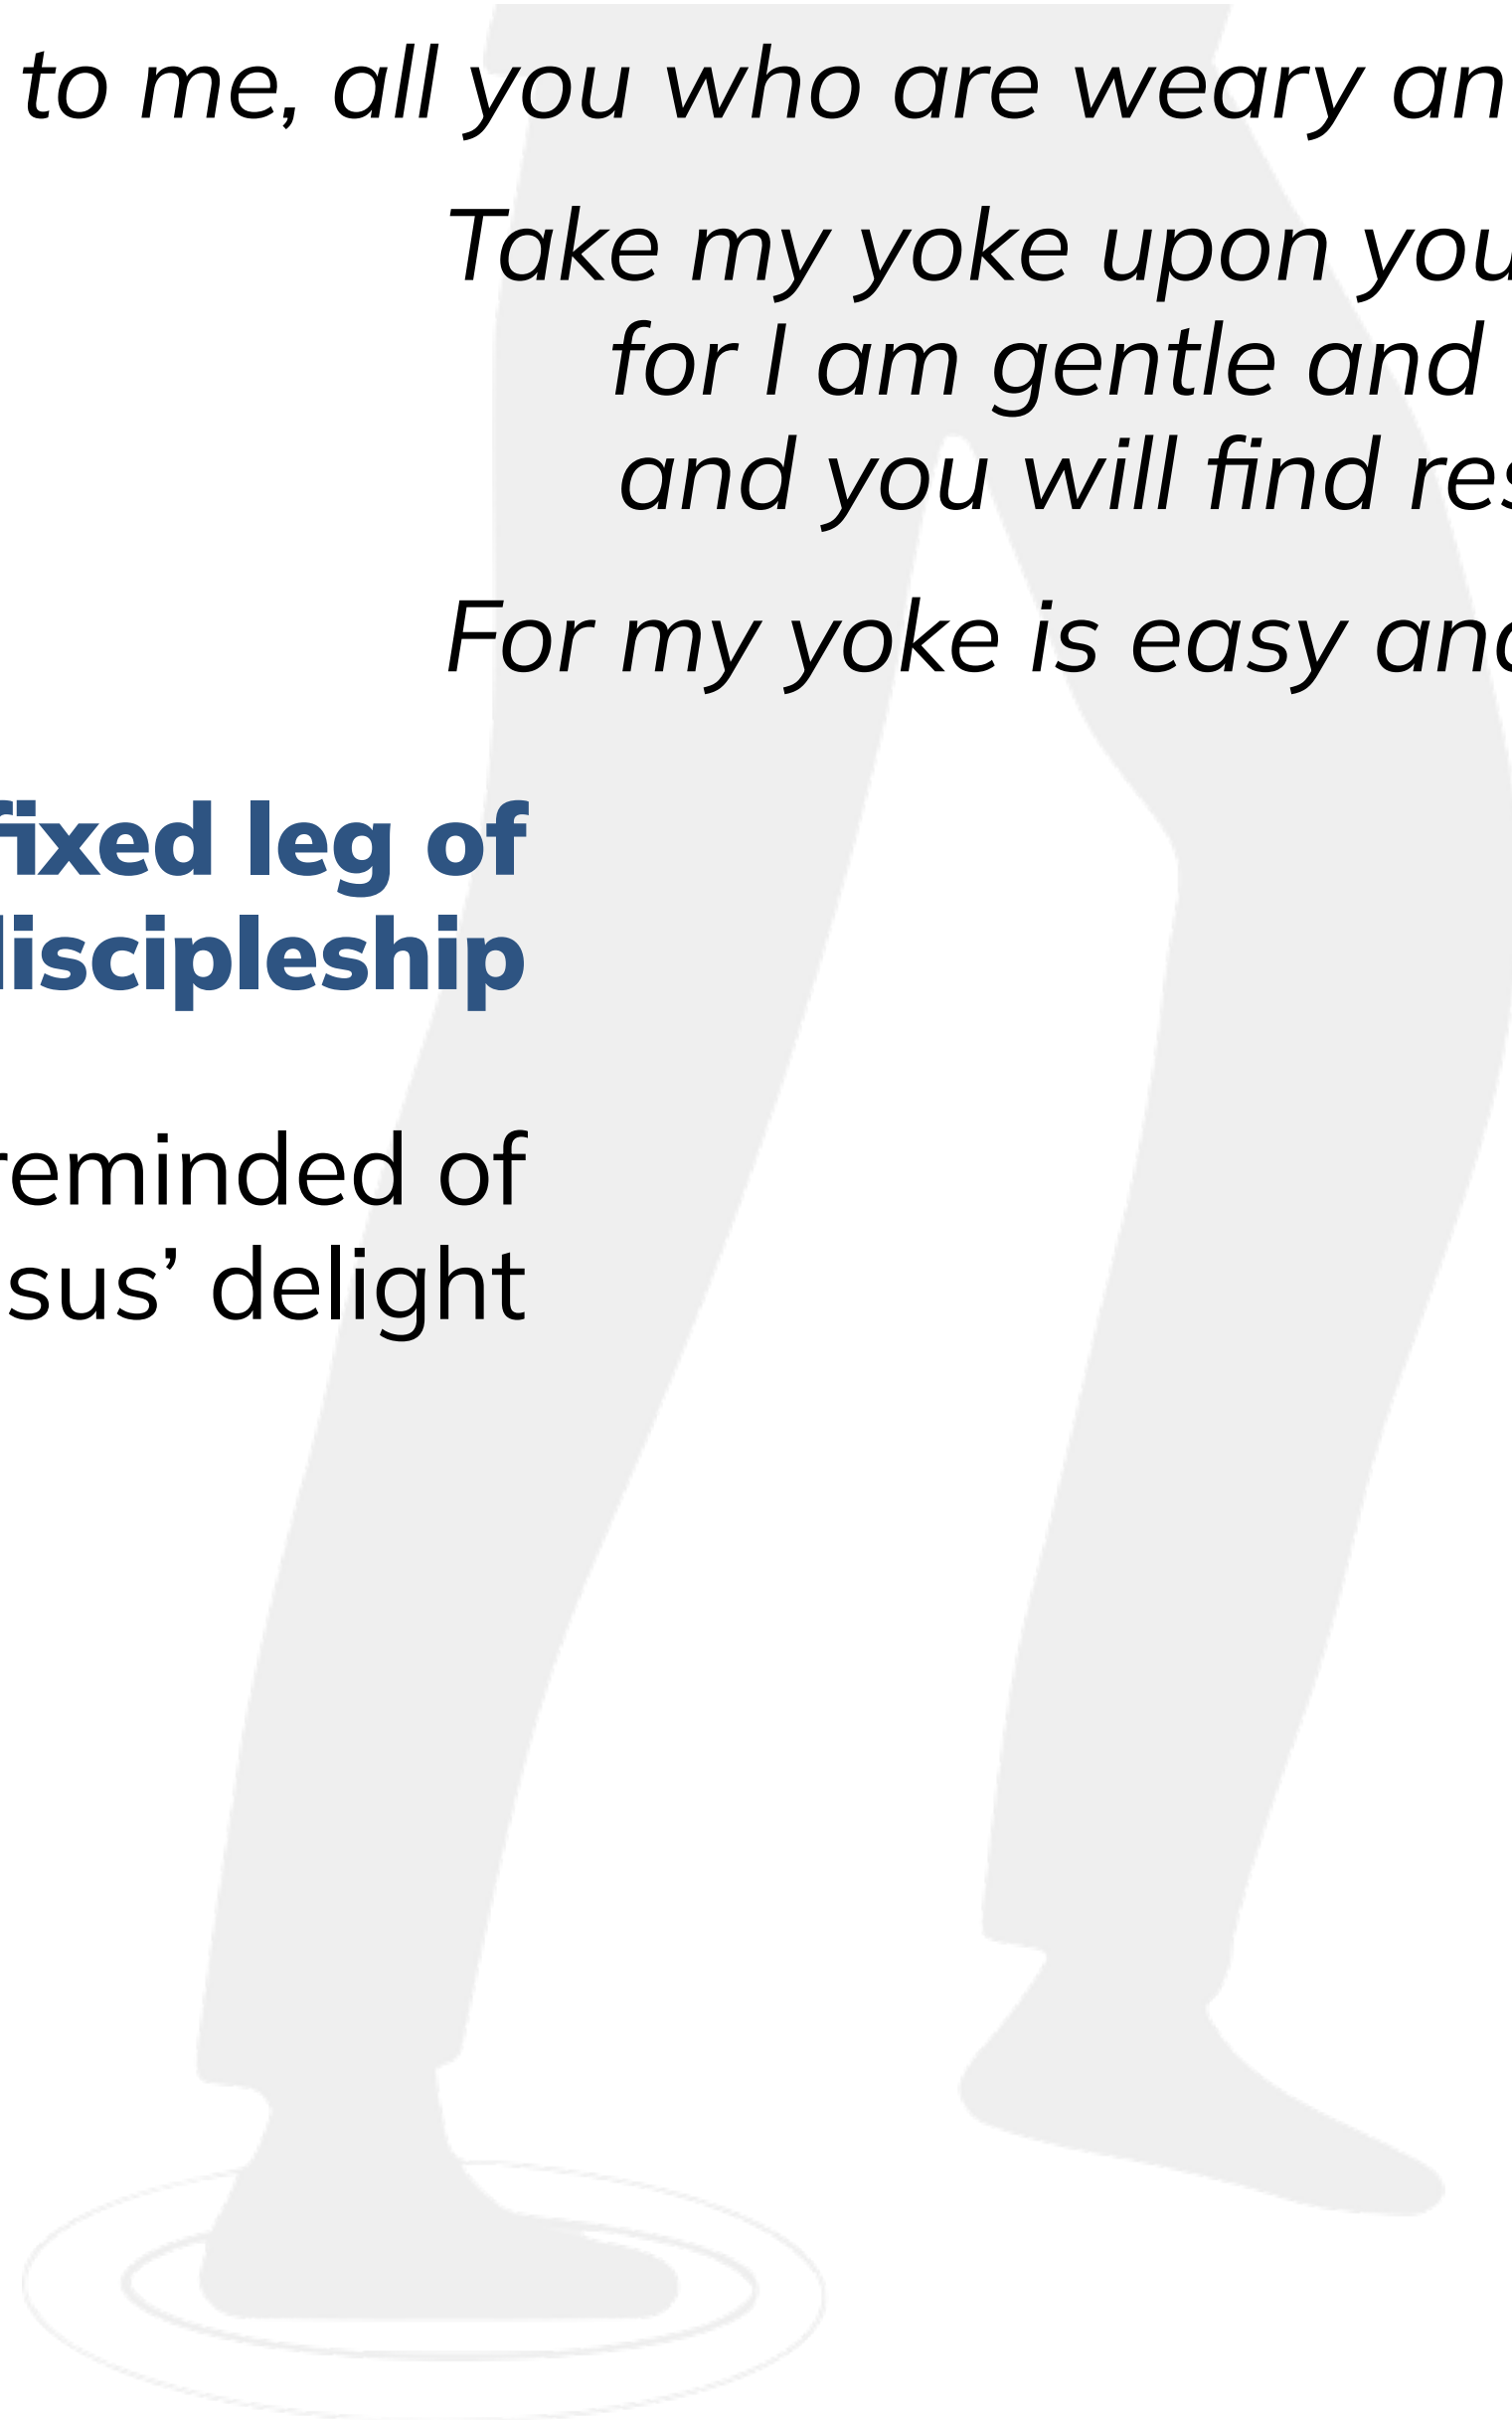 to me, all you who are weary an
Take my yoke upon you
for I am gentle and
and you will find res
For my yoke is easy and
fixed leg of
discipleship
reminded of
sus’ delight